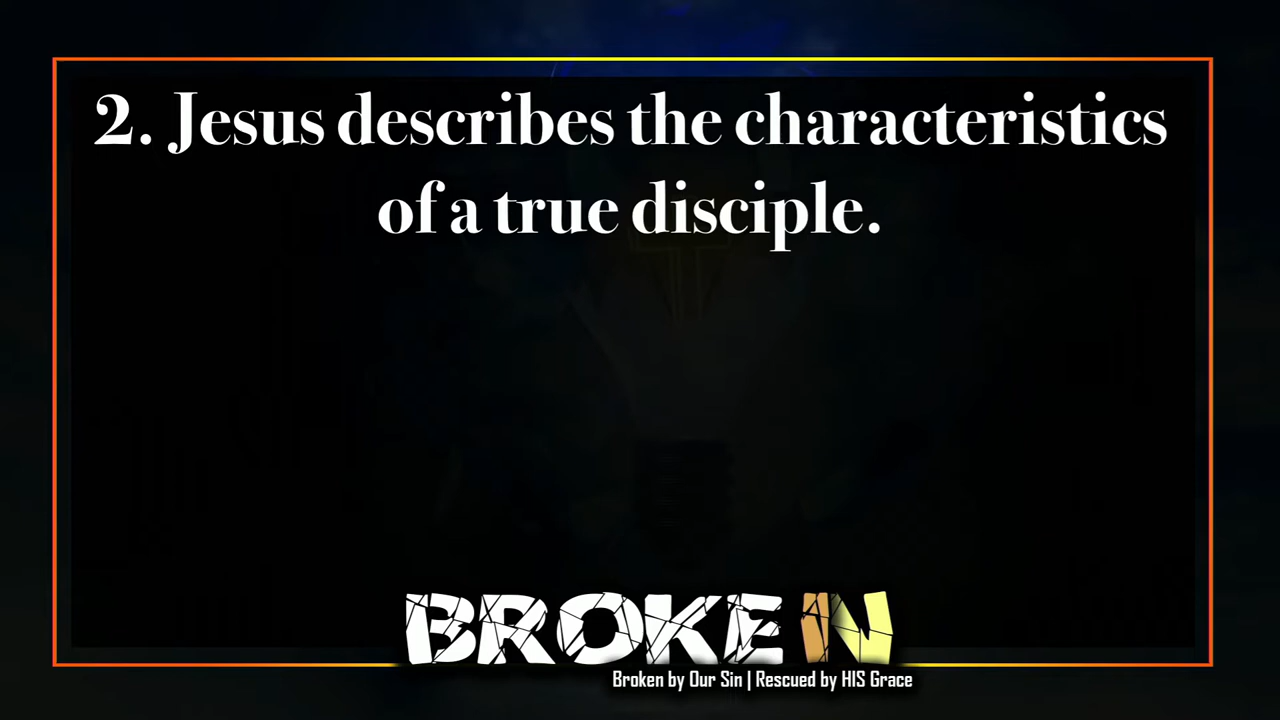 2. Jesus describes the characteristics
of a true disciple.
BROKEN
Broken by Our Sin | Rescued by HIS Grace